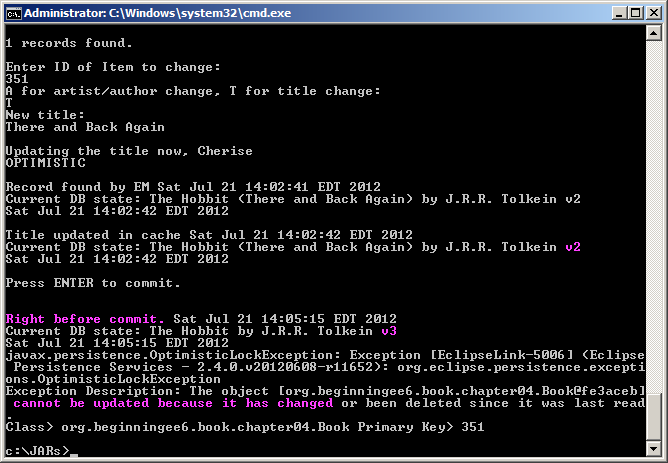 Administrator: C:\Windows\system32\cmd.exe
1 records found.
Enter ID of Item to change:
351
A for artist/author change, T for title change:
T
New title:
There and Back Again
Updating the title now, Cherise
OPTIMISTIC
Record found by EM Sat Jul 21 14:02:41 EDT 2012
Current DB state: The Hobbit (There and Back Again) by J.R.R. Tolkein v2
Sat Jul 21 14:02:42 EDT 2012
Title updated in cache Sat Jul 21 14:02:42 EDT 2012
Current DB state: The Hobbit (There and Back Again) by J.R.R. Tolkein v2
Sat Jul 21 14:02:42 EDT 2012
Press ENTER to commit.
Right before commit. Sat Jul 21 14:05:15 EDT 2012
Current DB state: The Hobbit by J.R.R. Tolkein v3
Sat Jul 21 14:05:15 EDT 2012
javax.persistence.OptimisticLockException: Exception [EclipseLink-5006] (Eclipse
Persistence Services - 2.4.0.v20120608-r11652): org.eclipse.persistence.excepti
ons.OptimisticLockException
Exception Description: The object [org.beginningee6.book.chapter04.Book@fe3aceb]
cannot be updated because it has changed or been deleted since it was last read
.
Class> org.beginningee6.book.chapter04.Book Primary Key> 351
c:\JARs>_